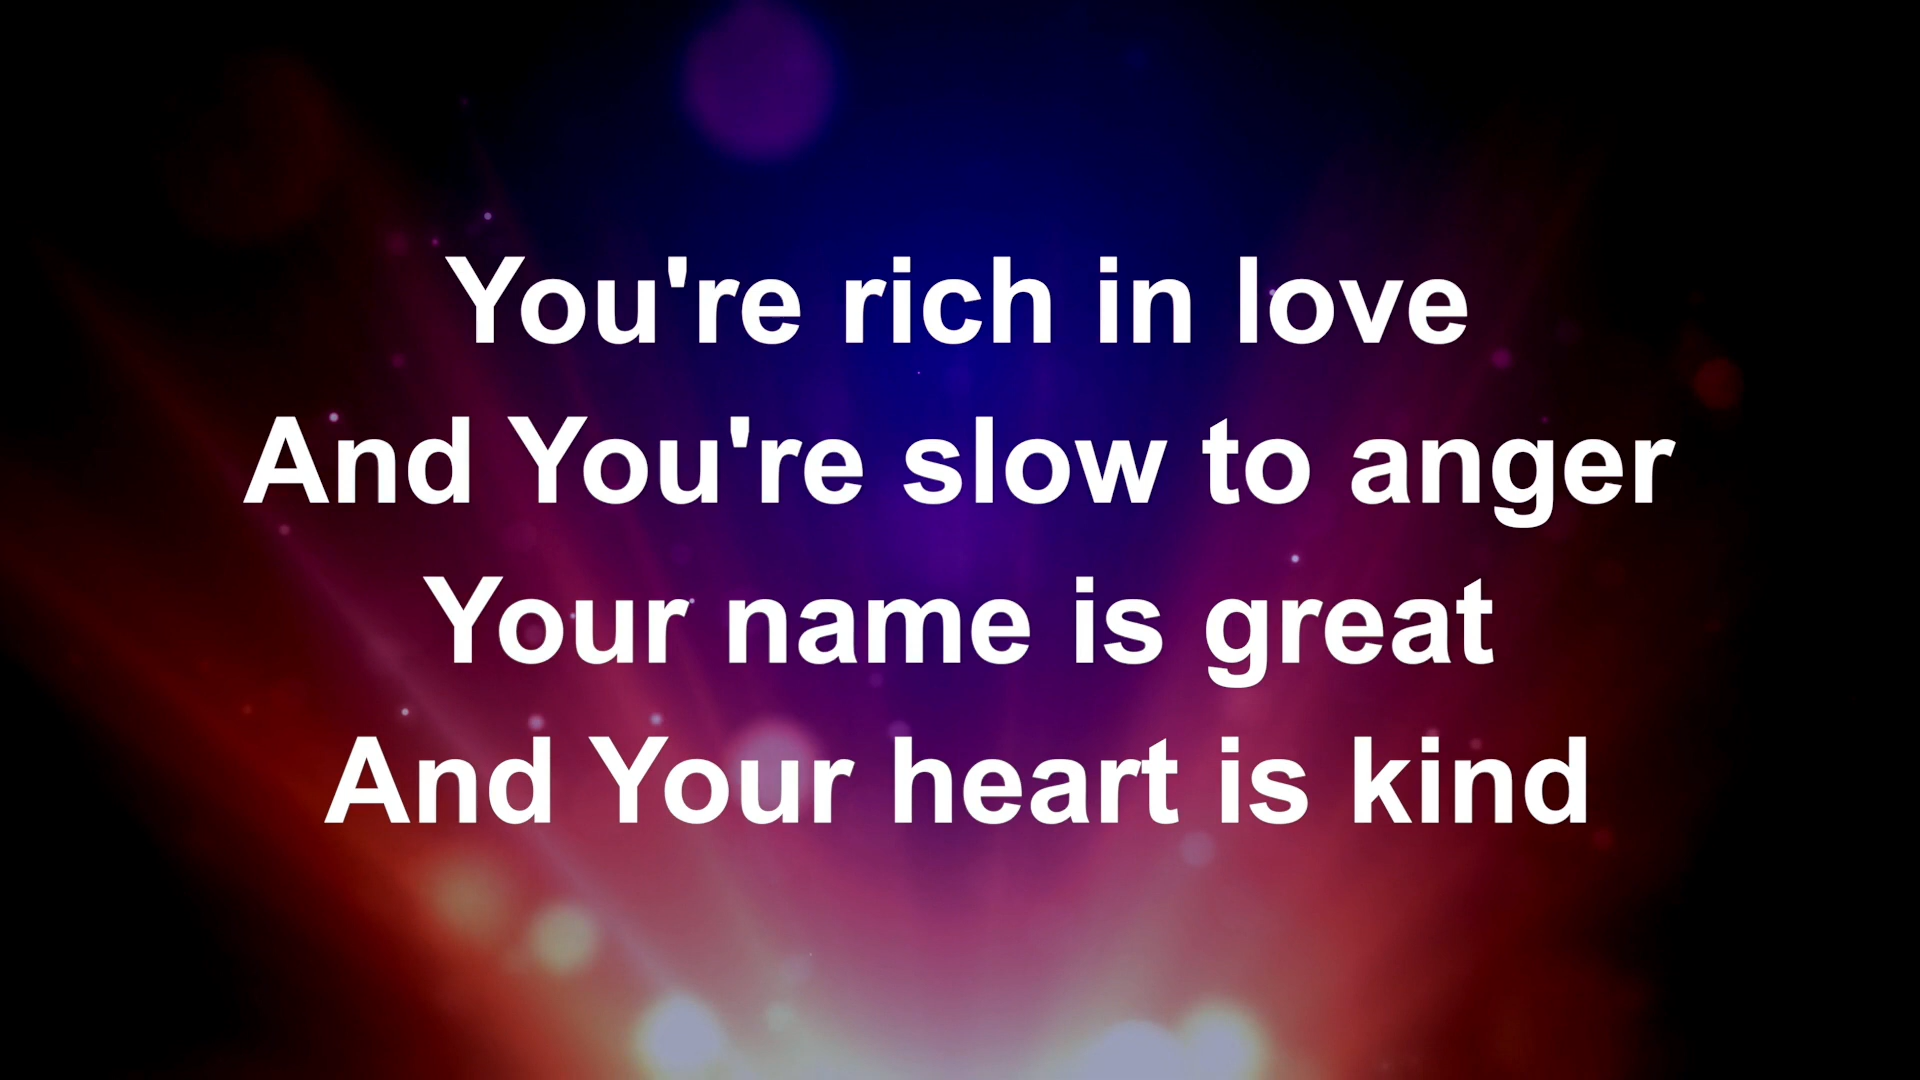 You're rich in love
And You're slow to anger
Your name is great
And Your heart is kind